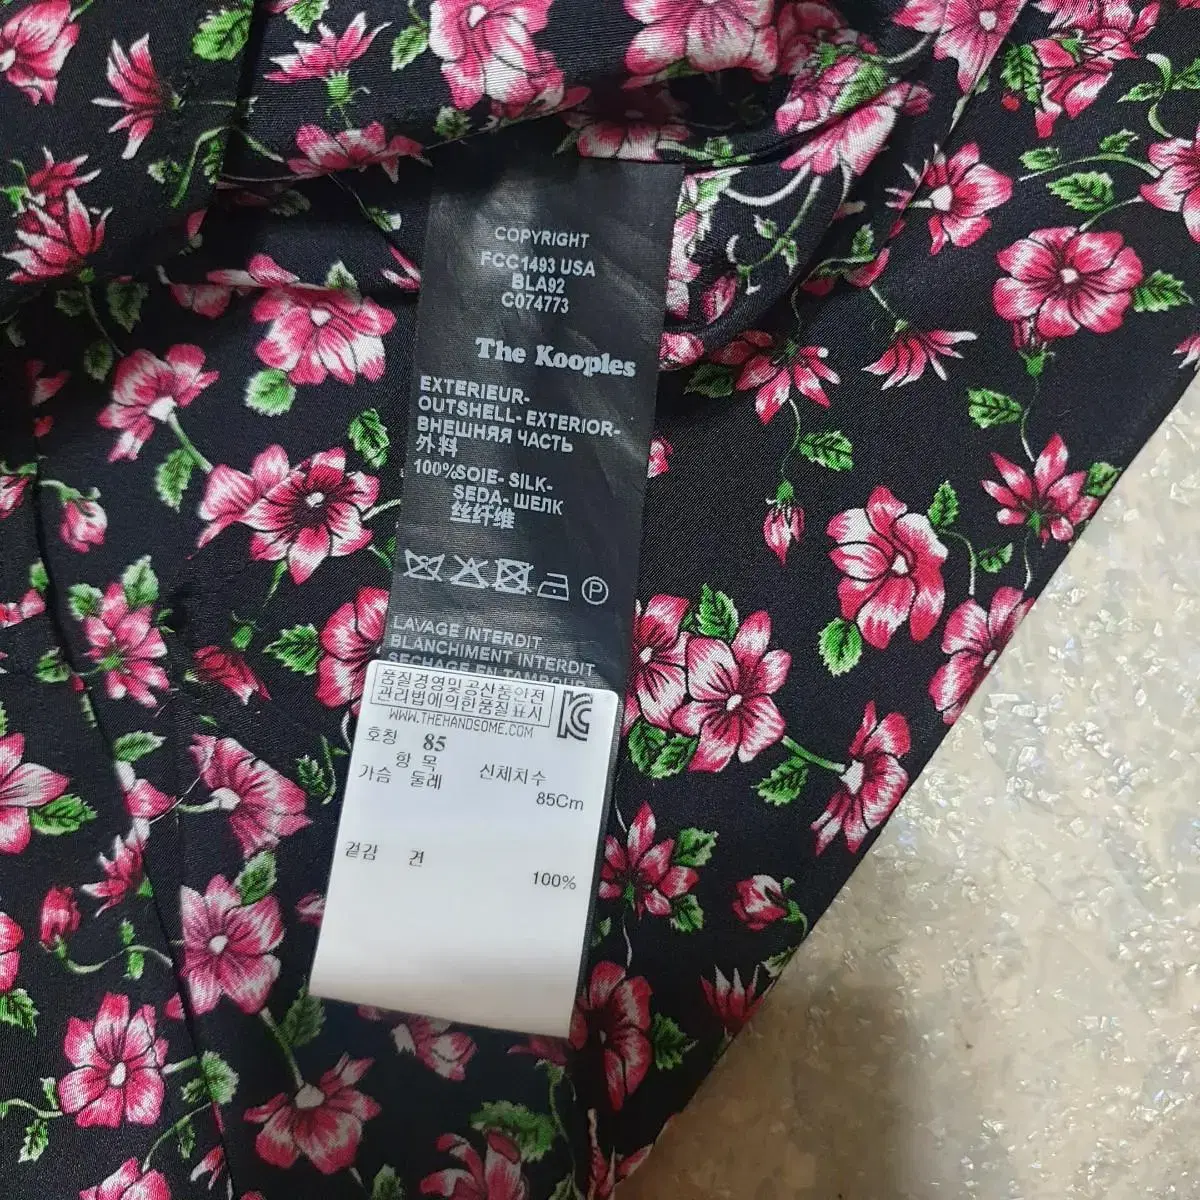 COPYRIGHT
FCC1493 USA
BLA92
C074773
The Kooples
EXTERIEUR-
OUTSHELL- EXTERIOR-
ВНЕШНЯЯ ЧАСТЬ
外料
100%SOIE- SILK-
SEDA- ШЕЛК
丝纤维
P
LAVAGE INTERDIT
BLANCHIMENT INTERDIT
SECHAGE EN TAMBOUR
품질경영및공산품안전
관리법에의한품질표시
WWW.THEHANDSOME.COM
호칭 85
항 목 신체치수
가슴 둘레 85Cm
겉감 견 100%